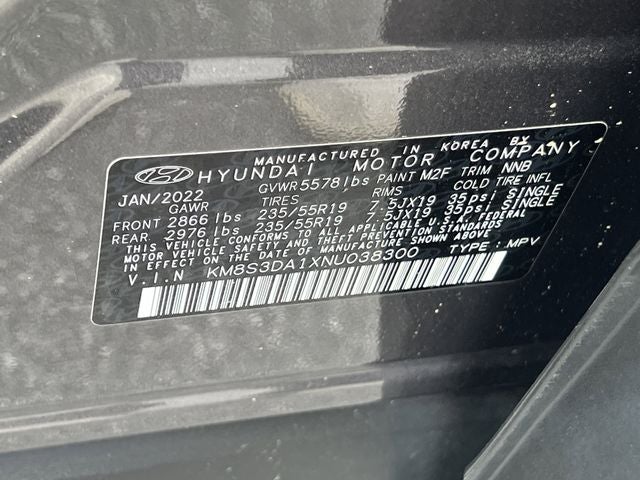 MANUFACTURED IN KOREA BY
HYUNDAI MOTOR COMPANY
JAN/2022 GVWR 5578 lbs PAINT M2F TRIM NNB
GAWR TIRES RIMS COLD TIRE INFL
FRONT 2866 lbs 235/55R19 7.5JX19 35psi SINGLE
REAR 2976 lbs 235/55R19 7.5JX19 35psi SINGLE
THIS VEHICLE CONFORMS TO ALL APPLICABLE U.S.A. FEDERAL
MOTOR VEHICLE SAFETY AND THEFT PREVENTION STANDARDS
IN EFFECT ON THE DATE OF MANUFACTURE SHOWN ABOVE.
V.I.N KM8S3DA1XNU038300 TYPE : MPV